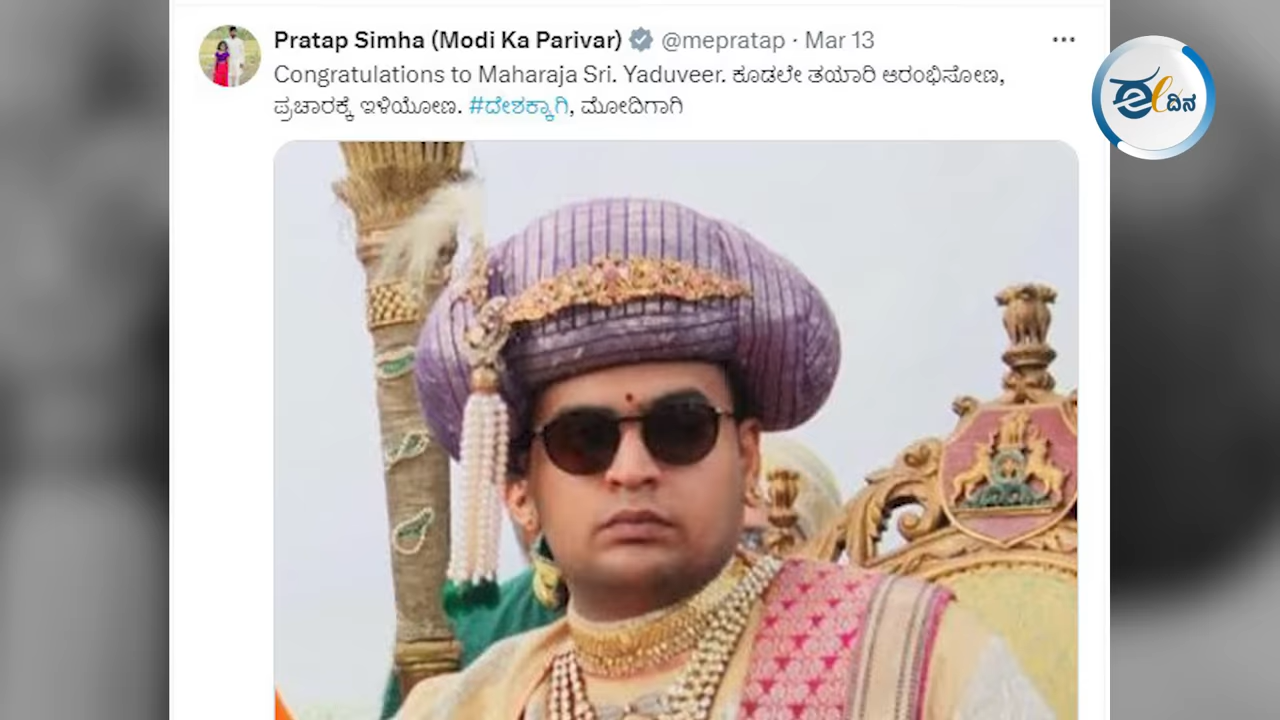 Pratap Simha (Modi Ka Parivar) @mepratap · Mar 13
Congratulations to Maharaja Sri. Yaduveer. ಕೂಡಲೇ ತಯಾರಿ ಆರಂಭಿಸೋಣ,
ಪ್ರಚಾರಕ್ಕೆ ಇಳಿಯೋಣ. #ದೇಶಕ್ಕಾಗಿ, ಮೋದಿಗಾಗಿ
ಈ ದಿನ